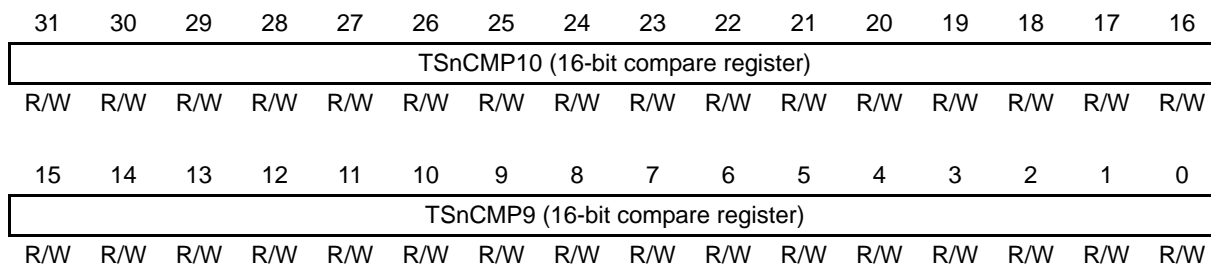 31 30 29 28 27 26 25 24 23 22 21 20 19 18 17 16
TSnCMP10 (16-bit compare register)
R/W R/W R/W R/W R/W R/W R/W R/W R/W R/W R/W R/W R/W R/W R/W R/W
15 14 13 12 11 10 9 8 7 6 5 4 3 2 1 0
TSnCMP9 (16-bit compare register)
R/W R/W R/W R/W R/W R/W R/W R/W R/W R/W R/W R/W R/W R/W R/W R/W